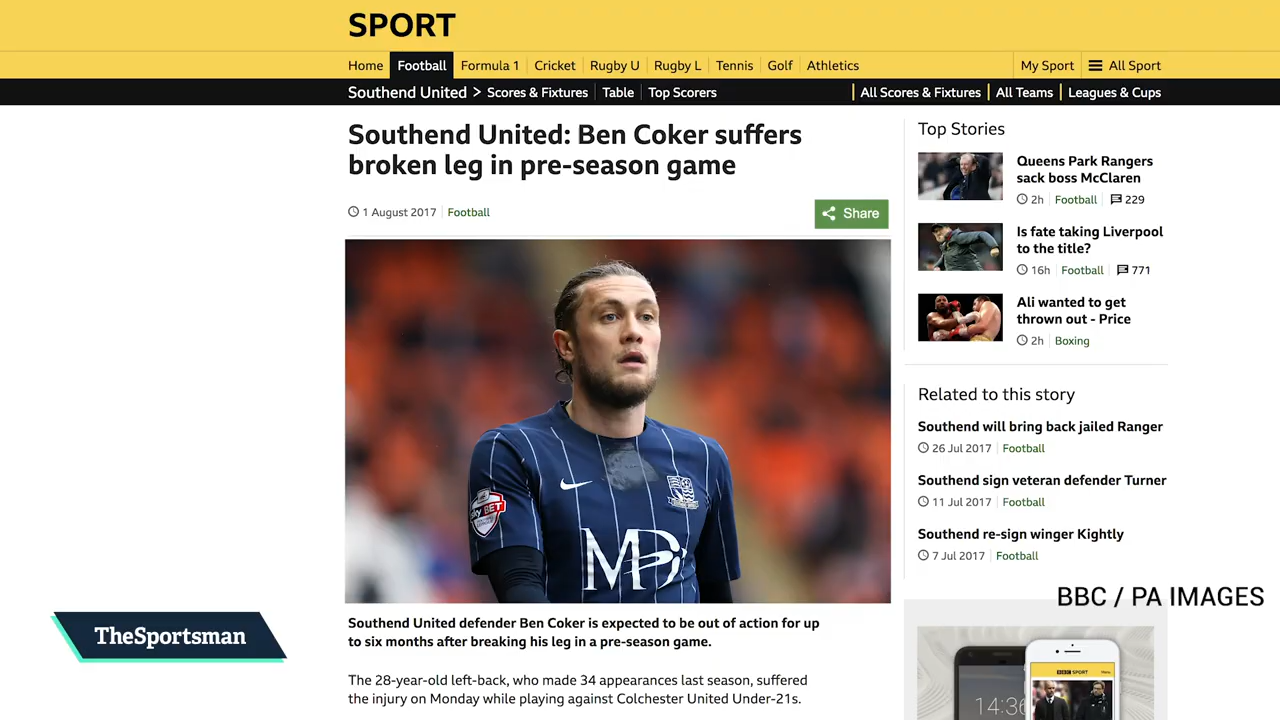 SPORT
Home Football Formula 1 Cricket Rugby U Rugby L Tennis Golf Athletics My Sport All Sport
Southend United > Scores & Fixtures Table Top Scorers All Scores & Fixtures All Teams Leagues & Cups
Southend United: Ben Coker suffers
broken leg in pre-season game
1 August 2017 Football
Share
sky BET
MD
Southend United defender Ben Coker is expected to be out of action for up
to six months after breaking his leg in a pre-season game.
The 28-year-old left-back, who made 34 appearances last season, suffered
the injury on Monday while playing against Colchester United Under-21s.
Top Stories
Queens Park Rangers
sack boss McClaren
2h Football 229
Is fate taking Liverpool
to the title?
16h Football 771
Ali wanted to get
thrown out - Price
2h Boxing
Related to this story
Southend will bring back jailed Ranger
26 Jul 2017 Football
Southend sign veteran defender Turner
11 Jul 2017 Football
Southend re-sign winger Kightly
7 Jul 2017 Football
BBC / PA IMAGES
BBC SPORT
14:36
TheSportsman